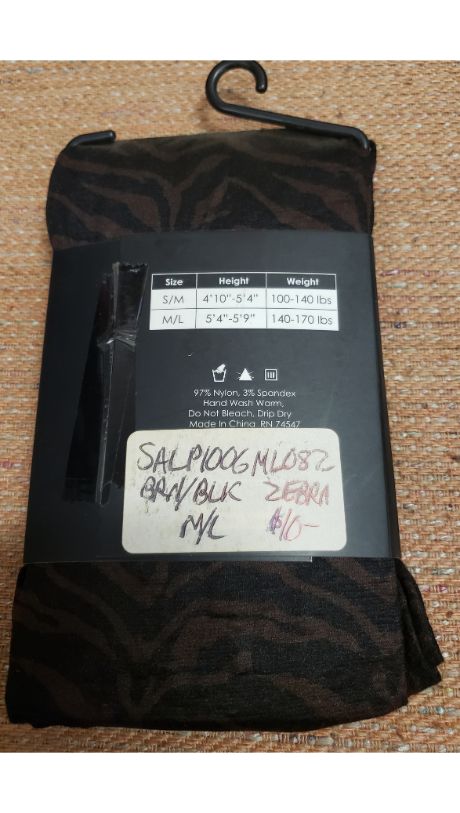 Size Height Weight
S/M 4'10"-5'4" 100-140 lbs
M/L 5'4"-5'9" 140-170 lbs
97% Nylon, 3% Spandex
Hand Wash Warm,
Do Not Bleach, Drip Dry
Made In China RN 74547
SALP1006 ML082
BRN/BLK ZEBRA
M/L $10-